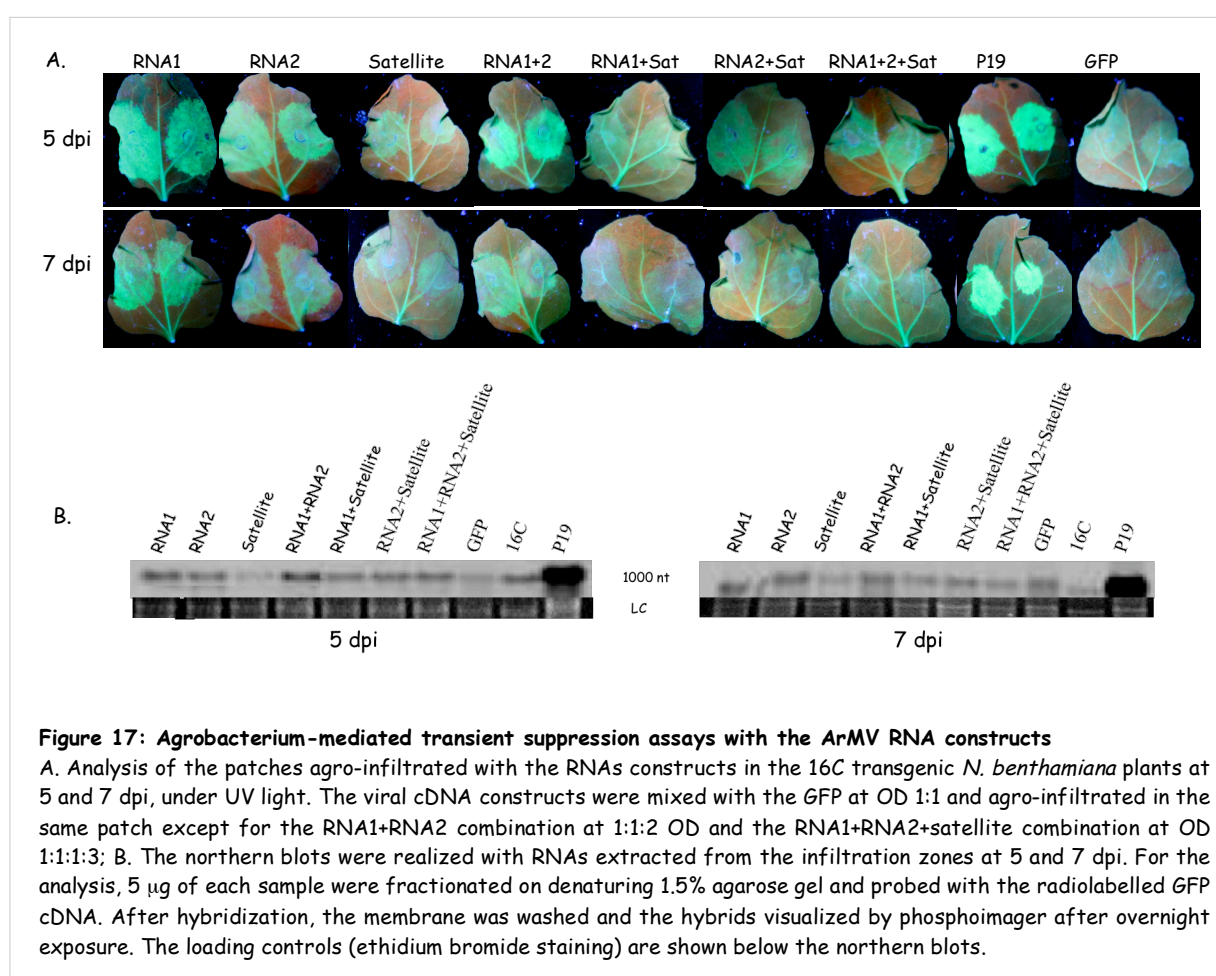 A. RNA1 RNA2 Satellite RNA1+2 RNA1+Sat RNA2+Sat RNA1+2+Sat P19 GFP
5 dpi
7 dpi
B. RNA1 RNA2 Satellite RNA1+RNA2 RNA1+Satellite RNA2+Satellite RNA1+RNA2+Satellite GFP 16C P19
RNA1 RNA2 Satellite RNA1+RNA2 RNA1+Satellite RNA2+Satellite RNA1+RNA2+Satellite GFP 16C P19
1000 nt
LC
5 dpi 7 dpi
Figure 17: Agrobacterium-mediated transient suppression assays with the ArMV RNA constructs
A. Analysis of the patches agro-infiltrated with the RNAs constructs in the 16C transgenic N. benthamiana plants at
5 and 7 dpi, under UV light. The viral cDNA constructs were mixed with the GFP at OD 1:1 and agro-infiltrated in the
same patch except for the RNA1+RNA2 combination at 1:1:2 OD and the RNA1+RNA2+satellite combination at OD
1:1:1:3; B. The northern blots were realized with RNAs extracted from the infiltration zones at 5 and 7 dpi. For the
analysis, 5 μg of each sample were fractionated on denaturing 1.5% agarose gel and probed with the radiolabelled GFP
cDNA. After hybridization, the membrane was washed and the hybrids visualized by phosphoimager after overnight
exposure. The loading controls (ethidium bromide staining) are shown below the northern blots.